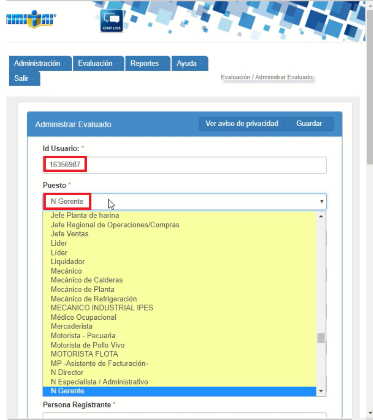 CHAT LIVE
Administración Evaluación Reportes Ayuda
Salir
Evaluación / Administrar Evaluado.
Administrar Evaluado Ver aviso de privacidad Guardar
Id Usuario: *
16356987
Puesto *
N Gerente
Jefe Planta de harina
Jefe Regional de Operaciones/Compras
Jefe Ventas
Lider
Líder
Liquidador
Mecánico
Mecánico de Calderas
Mecánico de Planta
Mecánico de Refrigeración
MECANICO INDUSTRIAL IPES
Médico Ocupacional
Mercaderista
Motorista - Pecuaria
Motorista de Pollo Vivo
MOTORISTA FLOTA
MP -Asistente de Facturación-
N Director
N Especialista / Administrativo
N Gerente
Persona Registrante *